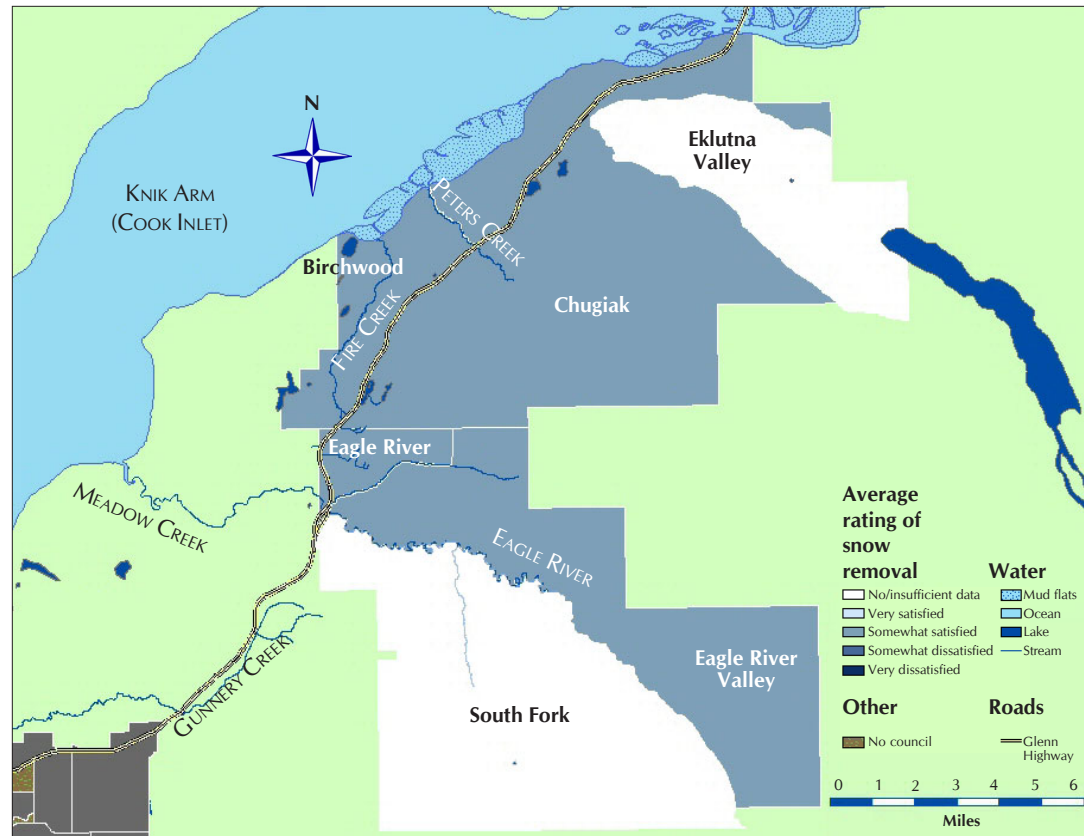 N
Eklutna
Valley
KNIK ARM
(COOK INLET)
PETERS CREEK
Birchwood
Chugiak
FIRE CREEK
Eagle River
MEADOW CREEK
EAGLE RIVER
GUNNERY CREEK
Eagle River
Valley
South Fork
Average
rating of
snow
removal
No/insufficient data
Very satisfied
Somewhat satisfied
Somewhat dissatisfied
Very dissatisfied
Water
Mud flats
Ocean
Lake
Stream
Other
No council
Roads
Glenn
Highway
0 1 2 3 4 5 6
Miles